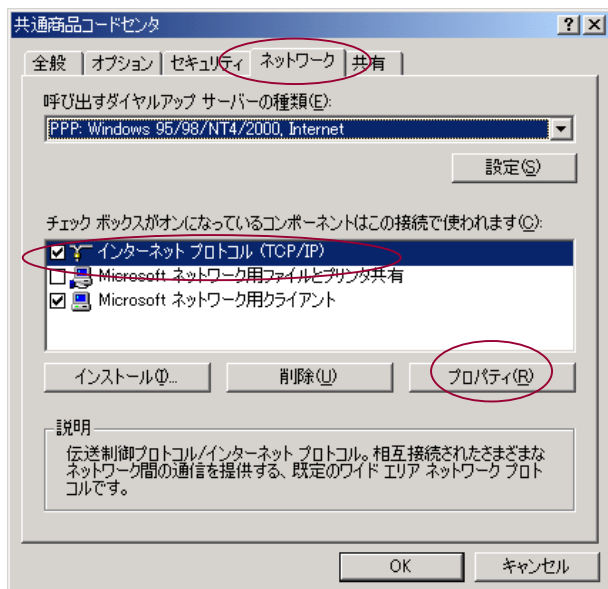 共通商品コードセンタ
全般 オプション セキュリティ ネットワーク 共有
呼び出すダイヤルアップ サーバーの種類(E):
PPP: Windows 95/98/NT4/2000, Internet
設定(S)
チェック ボックスがオンになっているコンポーネントはこの接続で使われます(C):
インターネット プロトコル (TCP/IP)
Microsoft ネットワーク用ファイルとプリンタ共有
Microsoft ネットワーク用クライアント
インストール(I)... 削除(U) プロパティ(R)
説明
伝送制御プロトコル/インターネット プロトコル。相互接続されたさまざまな
ネットワーク間の通信を提供する、既定のワイド エリア ネットワーク プロト
コルです。
OK キャンセル